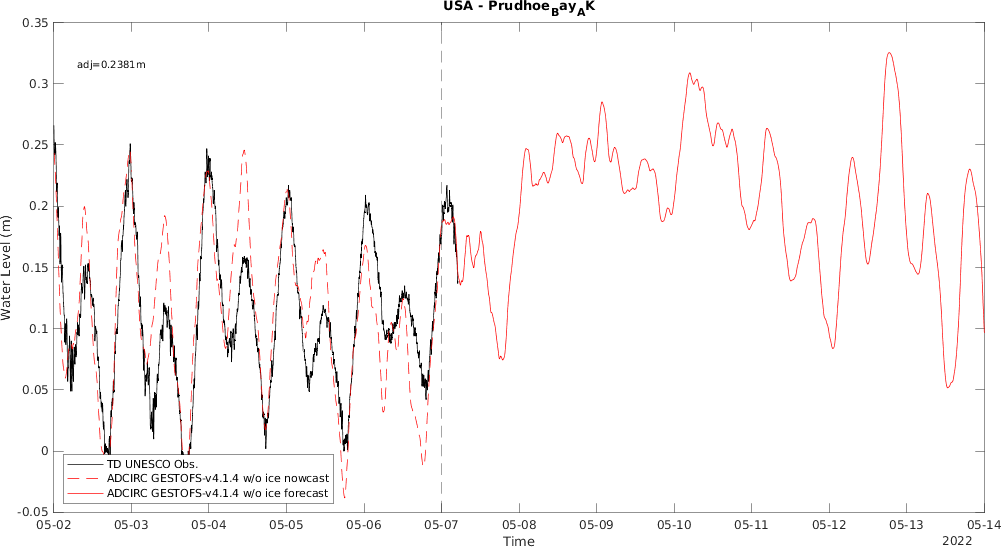 USA - PrudhoeBayAK
0.35
adj=0.2381m
0.3
0.25
0.2
0.15
0.1
0.05
0
-0.05
Water Level (m)
TD UNESCO Obs.
ADCIRC GESTOFS-v4.1.4 w/o ice nowcast
ADCIRC GESTOFS-v4.1.4 w/o ice forecast
05-02 05-03 05-04 05-05 05-06 05-07 05-08 05-09 05-10 05-11 05-12 05-13 05-14
Time
2022